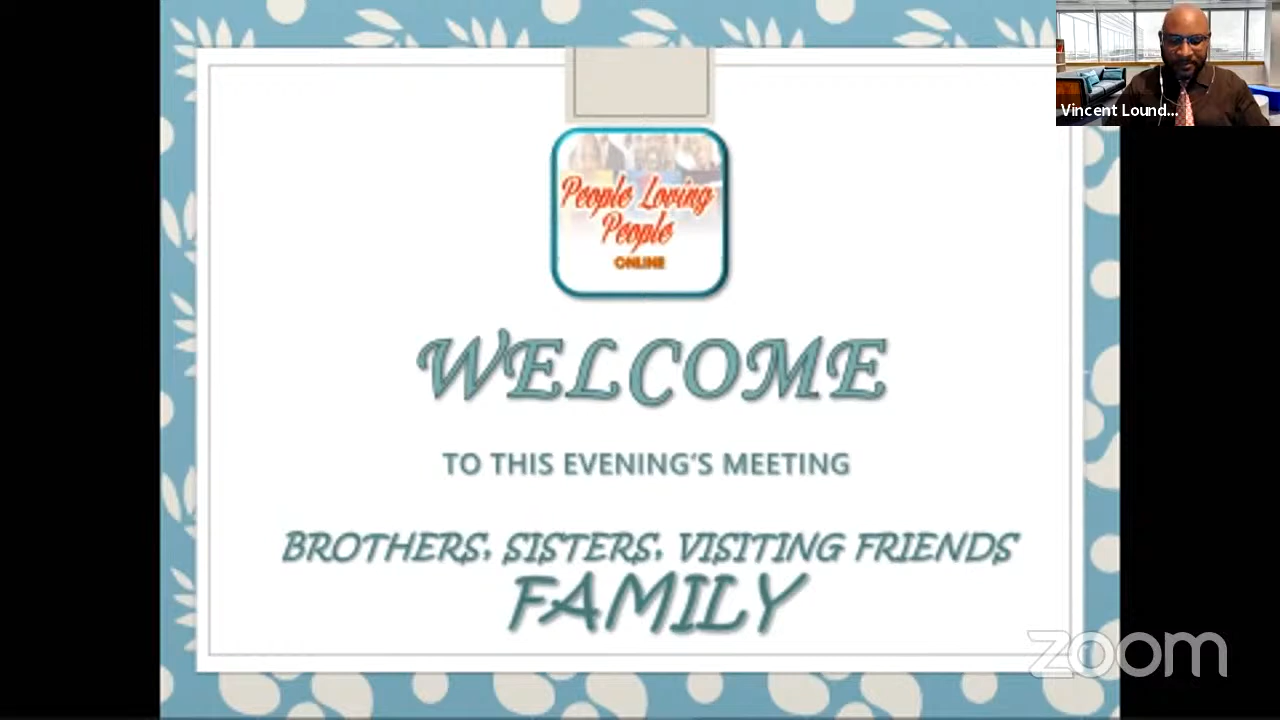 Vincent Lound...
People Loving
People
ONLINE
WELCOME
TO THIS EVENING'S MEETING
BROTHERS, SISTERS, VISITING FRIENDS
FAMILY
zoom